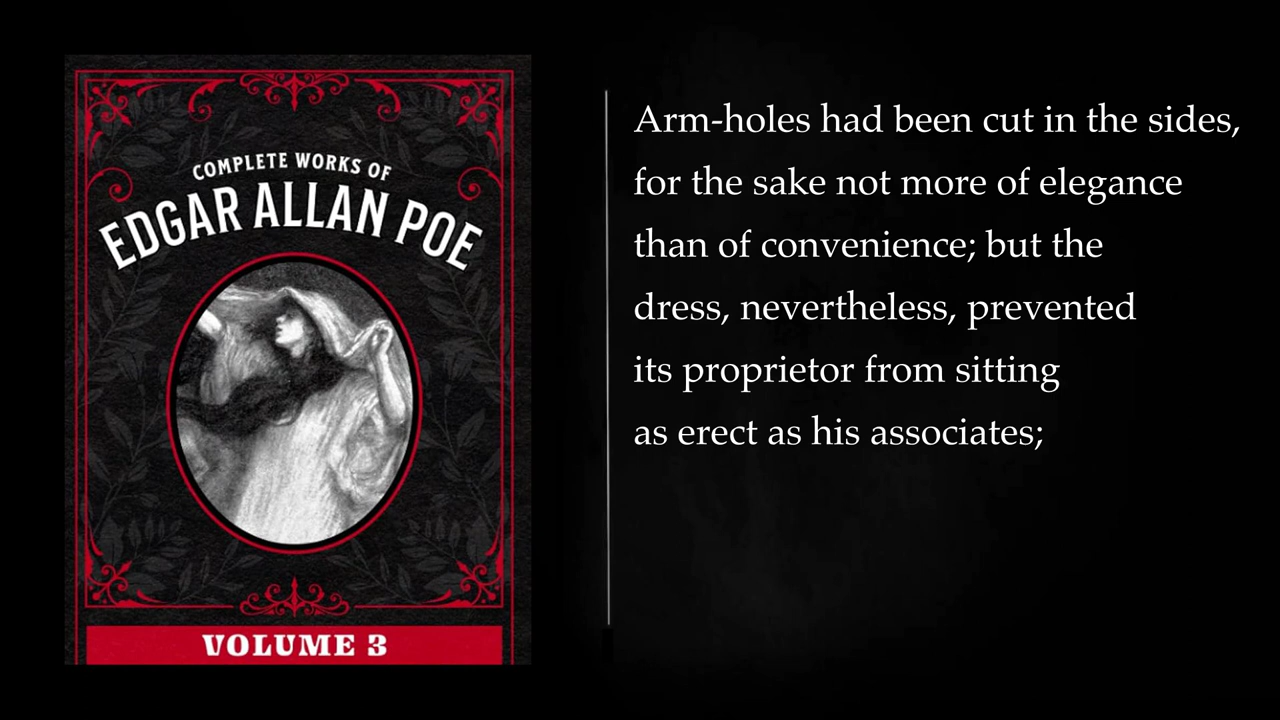 COMPLETE WORKS OF
EDGAR ALLAN POE
VOLUME 3
Arm-holes had been cut in the sides,
for the sake not more of elegance
than of convenience; but the
dress, nevertheless, prevented
its proprietor from sitting
as erect as his associates;